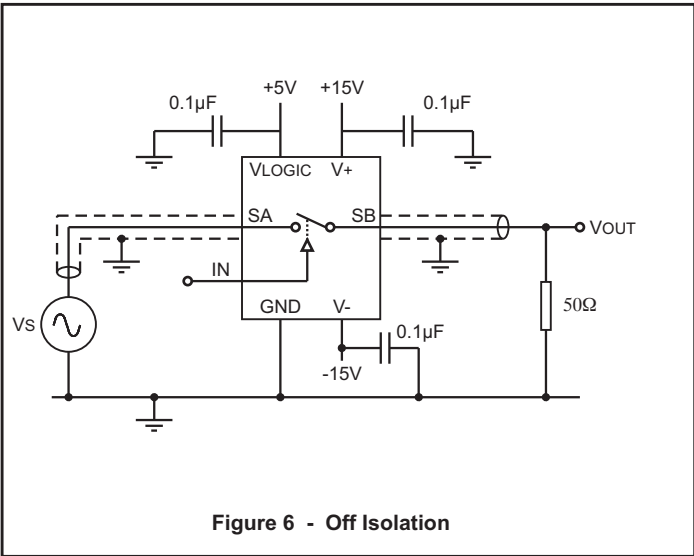 +5V +15V
0.1µF 0.1µF
VLOGIC V+
SA SB
VOUT
IN
GND V-
VS
50Ω
0.1µF
-15V
Figure 6 - Off Isolation